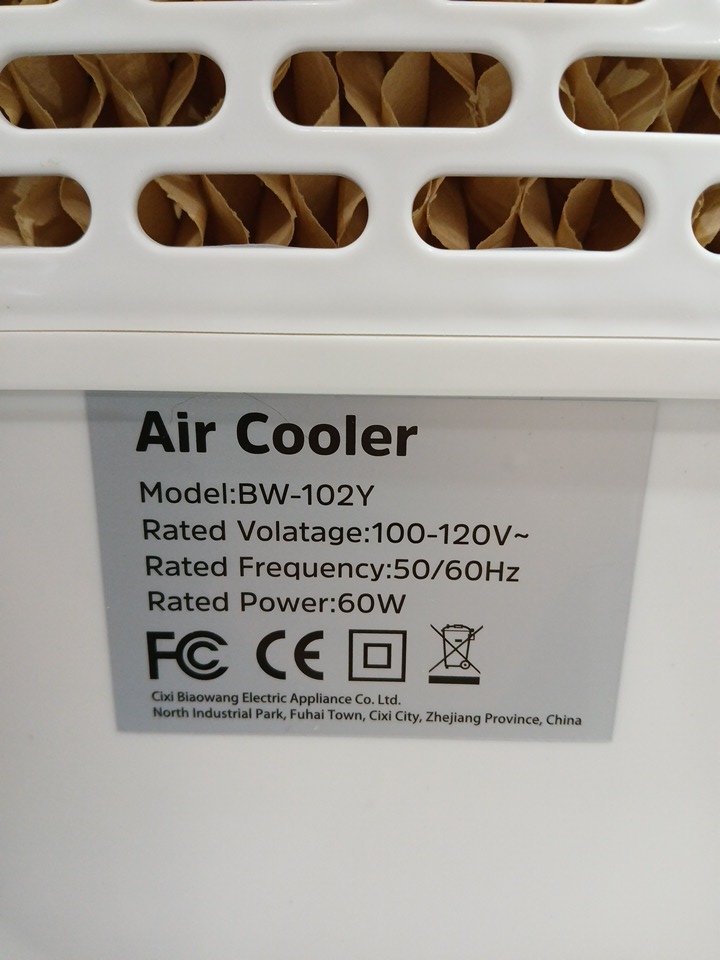 Air Cooler
Model:BW-102Y
Rated Volatage:100-120V~
Rated Frequency:50/60Hz
Rated Power:60W
FC CE
Cixi Biaowang Electric Appliance Co. Ltd.
North Industrial Park, Fuhai Town, Cixi City, Zhejiang Province, China